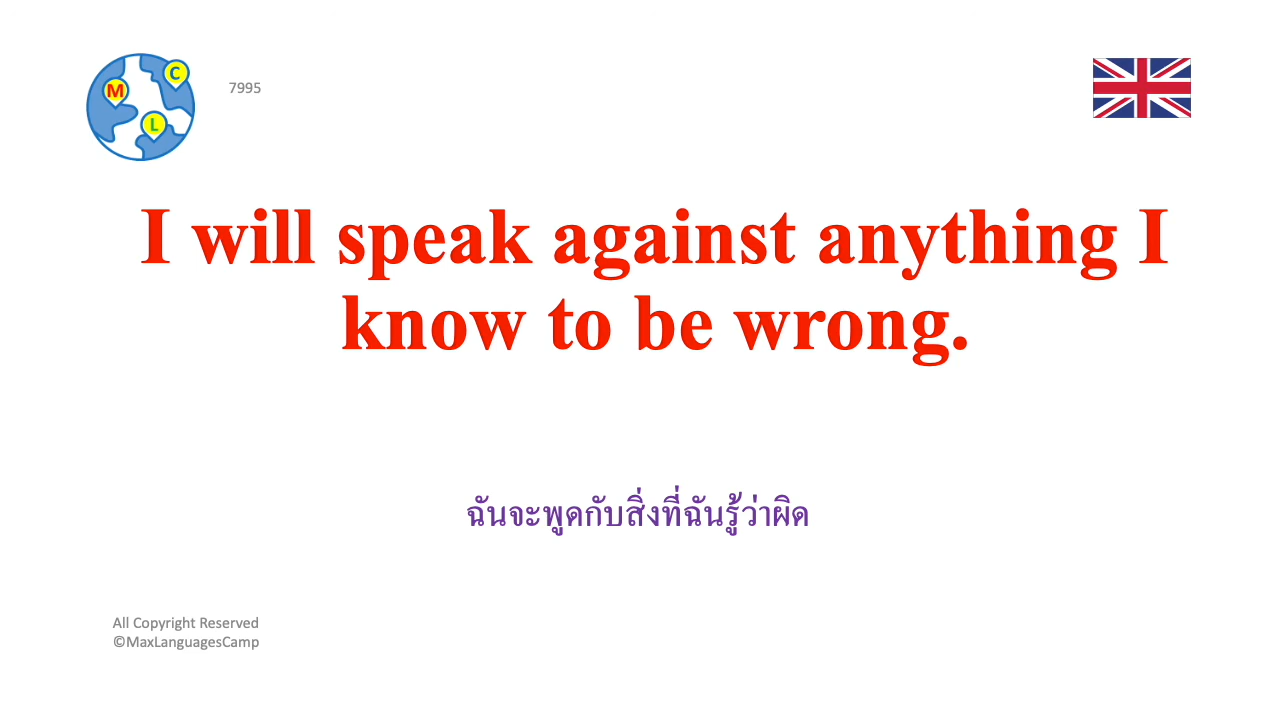 M
C
L
7995
I will speak against anything I
know to be wrong.
ฉันจะพูดกับสิ่งที่ฉันรู้ว่าผิด
All Copyright Reserved
©MaxLanguagesCamp